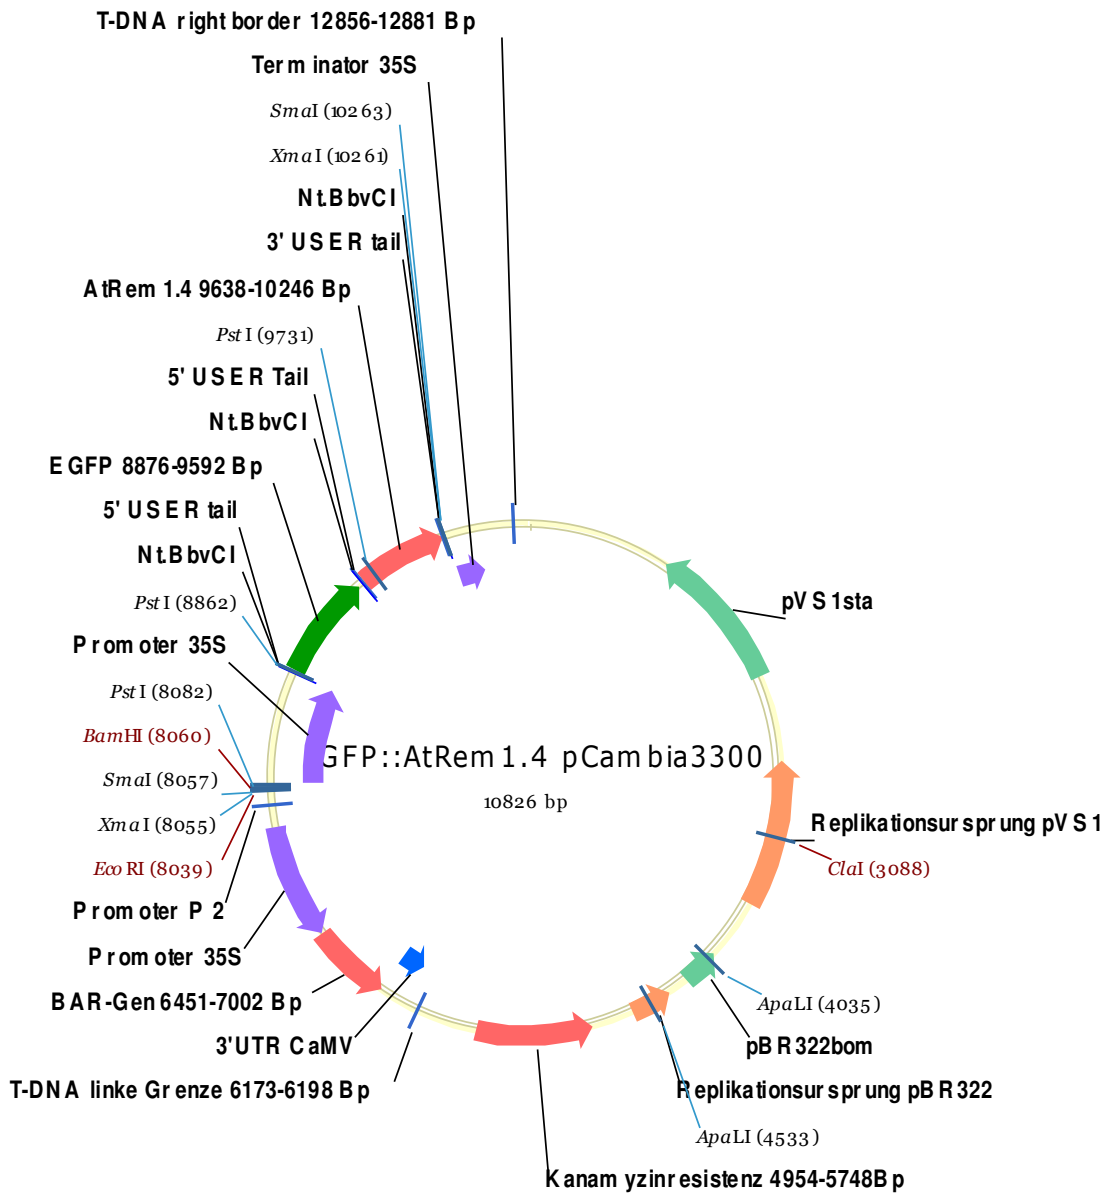 T-DNA right border 12856-12881 Bp
Terminator 35S
SmaI (10263)
XmaI (10261)
Nt.BbvCI
3' USER tail
AtRem 1.4 9638-10246 Bp
PstI (9731)
5' USER Tail
Nt.BbvCI
EGFP 8876-9592 Bp
5' USER tail
Nt.BbvCI
PstI (8862)
pVS1sta
Promoter 35S
PstI (8082)
BamHI (8060)
GFP::AtRem1.4 pCambia3300
SmaI (8057)
10826 bp
XmaI (8055)
Replikationsursprung pVS1
EcoRI (8039)
ClaI (3088)
Promoter P 2
Promoter 35S
BAR-Gen 6451-7002 Bp
ApaLI (4035)
3'UTR CaMV
pBR322bom
T-DNA linke Grenze 6173-6198 Bp
Replikationsursprung pBR322
ApaLI (4533)
Kanamyzinresistenz 4954-5748Bp